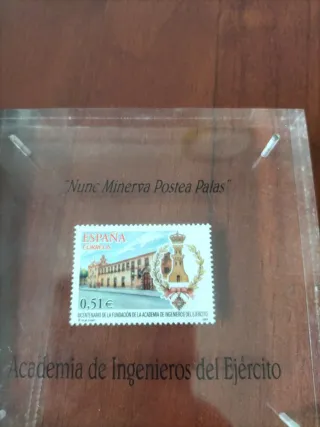 "Nunc Minerva Postea Palas"
ESPAÑA
CORREOS
0,51€
BICENTENARIO DE LA FUNDACIÓN DE LA ACADEMIA DE INGENIEROS DEL EJÉRCITO
Academia de Ingenieros del Ejército